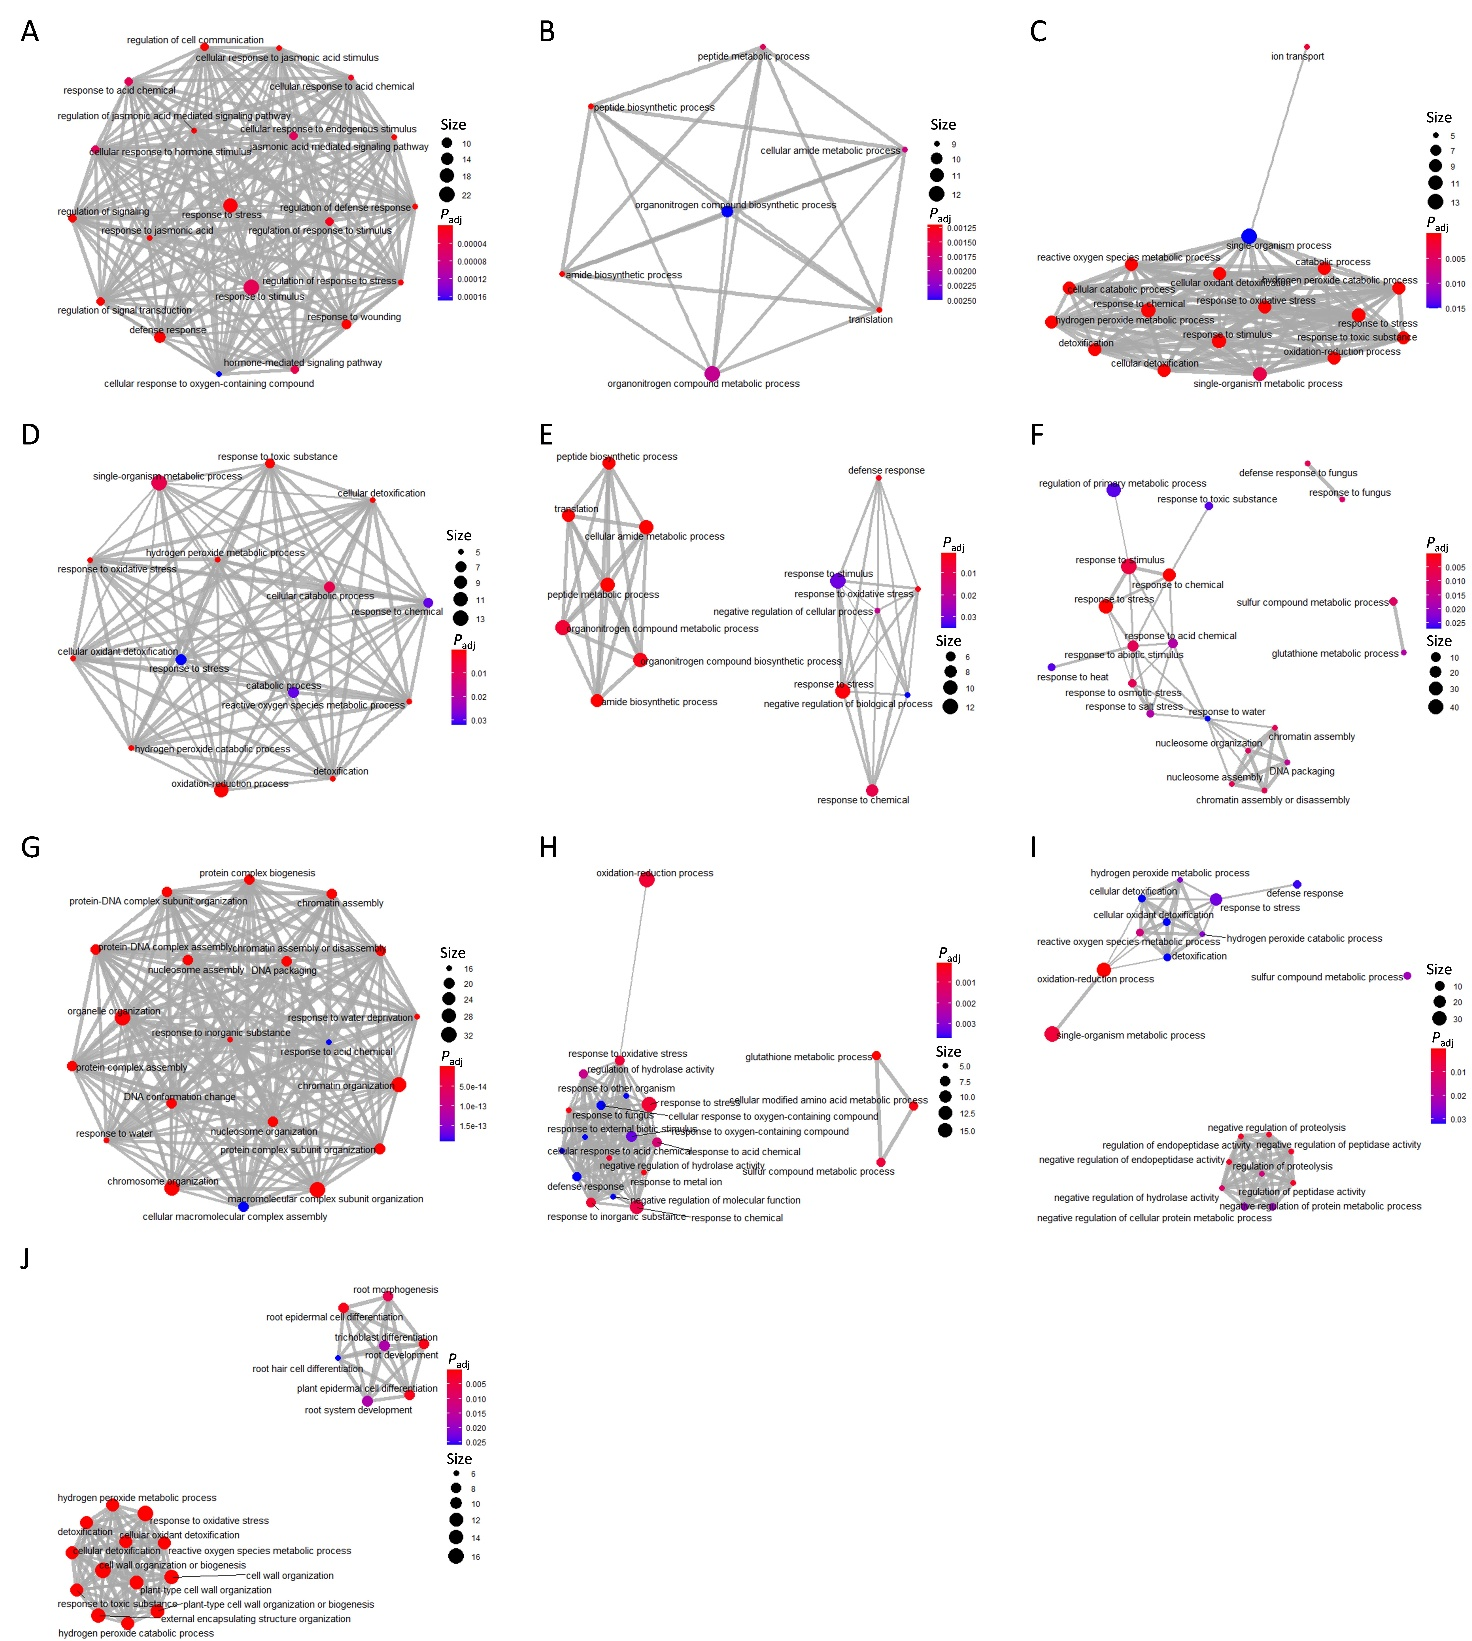 A
regulation of cell communication
cellular response to jasmonic acid stimulus
response to acid chemical
cellular response to acid chemical
regulation of jasmonic acid mediated signaling pathway
cellular response to endogenous stimulus
jasmonic acid mediated signaling pathway
cellular response to hormone stimulus
regulation of signaling
response to stress
regulation of defense response
response to jasmonic acid
regulation of response to stimulus
regulation of response to stress
response to stimulus
regulation of signal transduction
response to wounding
defense response
hormone-mediated signaling pathway
cellular response to oxygen-containing compound
Size
10
14
18
22
Padj
0.00004
0.00008
0.00012
0.00016
B
peptide metabolic process
peptide biosynthetic process
cellular amide metabolic process
organonitrogen compound biosynthetic process
amide biosynthetic process
translation
organonitrogen compound metabolic process
Size
9
10
11
12
Padj
0.00125
0.00150
0.00175
0.00200
0.00225
0.00250
C
ion transport
single-organism process
reactive oxygen species metabolic process
catabolic process
cellular oxidant detoxification
hydrogen peroxide catabolic process
cellular catabolic process
response to chemical
response to oxidative stress
hydrogen peroxide metabolic process
response to stress
response to stimulus
response to toxic substance
detoxification
oxidation-reduction process
cellular detoxification
single-organism metabolic process
Size
5
7
9
11
13
Padj
0.005
0.010
0.015
D
response to toxic substance
single-organism metabolic process
cellular detoxification
hydrogen peroxide metabolic process
response to oxidative stress
cellular catabolic process
response to chemical
cellular oxidant detoxification
response to stress
catabolic process
reactive oxygen species metabolic process
hydrogen peroxide catabolic process
detoxification
oxidation-reduction process
Size
5
7
9
11
13
Padj
0.01
0.02
0.03
E
peptide biosynthetic process
translation
cellular amide metabolic process
peptide metabolic process
organonitrogen compound metabolic process
organonitrogen compound biosynthetic process
amide biosynthetic process
defense response
response to stimulus
response to oxidative stress
negative regulation of cellular process
response to stress
negative regulation of biological process
response to chemical
Padj
0.01
0.02
0.03
Size
6
8
10
12
F
defense response to fungus
response to fungus
regulation of primary metabolic process
response to toxic substance
response to stimulus
response to chemical
response to stress
sulfur compound metabolic process
response to acid chemical
response to abiotic stimulus
glutathione metabolic process
response to heat
response to osmotic stress
response to salt stress
response to water
chromatin assembly
nucleosome organization
DNA packaging
nucleosome assembly
chromatin assembly or disassembly
Padj
0.005
0.010
0.015
0.020
0.025
Size
10
20
30
40
G
protein complex biogenesis
protein-DNA complex subunit organization
chromatin assembly
protein-DNA complex assembly
chromatin assembly or disassembly
nucleosome assembly
DNA packaging
organelle organization
response to water deprivation
response to inorganic substance
response to acid chemical
protein complex assembly
chromatin organization
DNA conformation change
nucleosome organization
response to water
protein complex subunit organization
chromosome organization
macromolecular complex subunit organization
cellular macromolecular complex assembly
Size
16
20
24
28
32
Padj
5.0e-14
1.0e-13
1.5e-13
H
oxidation-reduction process
response to oxidative stress
regulation of hydrolase activity
response to other organism
response to stress
cellular modified amino acid metabolic process
response to fungus
cellular response to oxygen-containing compound
response to external biotic stimulus
response to oxygen-containing compound
cellular response to acid chemical
response to acid chemical
negative regulation of hydrolase activity
response to metal ion
defense response
negative regulation of molecular function
response to inorganic substance
response to chemical
glutathione metabolic process
sulfur compound metabolic process
Padj
0.001
0.002
0.003
Size
5.0
7.5
10.0
12.5
15.0
I
hydrogen peroxide metabolic process
cellular detoxification
defense response
response to stress
cellular oxidant detoxification
reactive oxygen species metabolic process
hydrogen peroxide catabolic process
detoxification
oxidation-reduction process
sulfur compound metabolic process
single-organism metabolic process
negative regulation of proteolysis
regulation of endopeptidase activity
negative regulation of peptidase activity
negative regulation of endopeptidase activity
regulation of proteolysis
regulation of peptidase activity
negative regulation of hydrolase activity
negative regulation of protein metabolic process
negative regulation of cellular protein metabolic process
Size
10
20
30
Padj
0.01
0.02
0.03
J
root morphogenesis
root epidermal cell differentiation
trichoblast differentiation
root development
root hair cell differentiation
plant epidermal cell differentiation
root system development
hydrogen peroxide metabolic process
response to oxidative stress
detoxification
cellular oxidant detoxification
cellular detoxification
reactive oxygen species metabolic process
cell wall organization or biogenesis
cell wall organization
plant-type cell wall organization
response to toxic substance
plant-type cell wall organization or biogenesis
external encapsulating structure organization
hydrogen peroxide catabolic process
Padj
0.005
0.010
0.015
0.020
0.025
Size
6
8
10
12
14
16